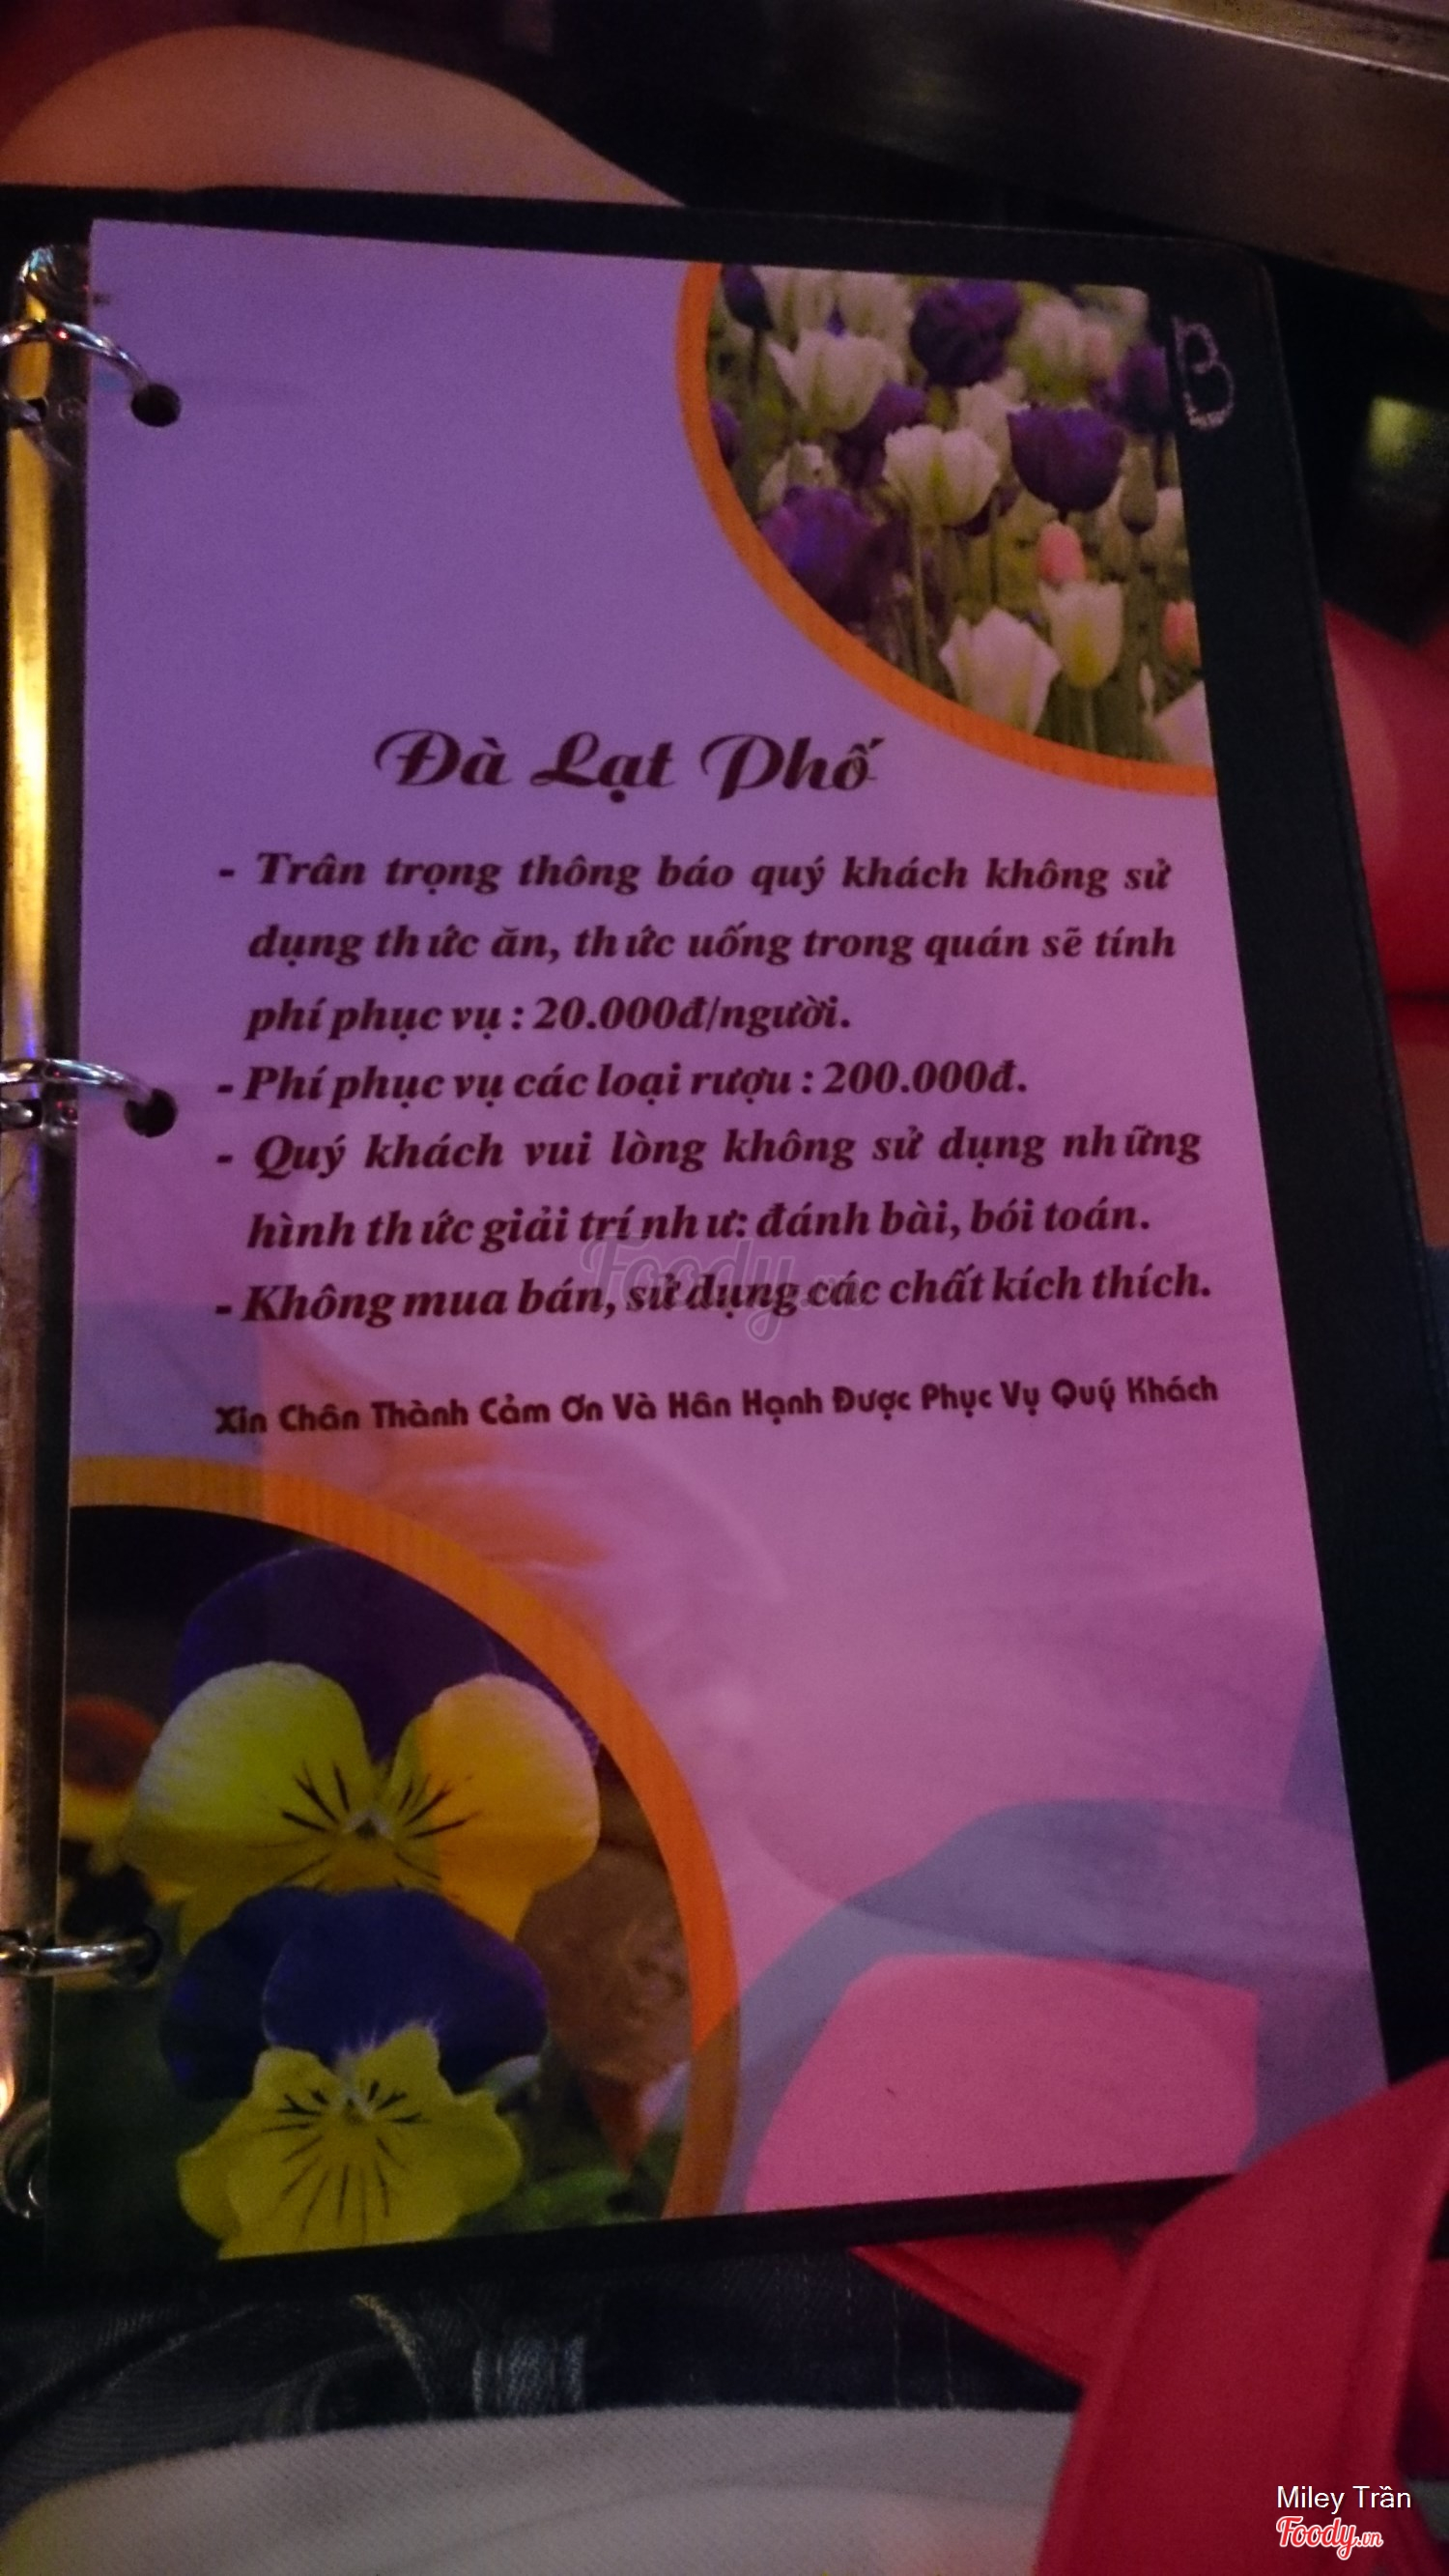 B
Đà Lạt Phố
- Trân trọng thông báo quý khách không sử
dụng thức ăn, thức uống trong quán sẽ tính
phí phục vụ : 20.000đ/người.
- Phí phục vụ các loại rượu : 200.000đ.
- Quý khách vui lòng không sử dụng những
hình thức giải trí như: đánh bài, bói toán.
- Không mua bán, sử dụng các chất kích thích.
Foody.vn
Xin Chân Thành Cảm Ơn Và Hân Hạnh Được Phục Vụ Quý Khách
Miley Trần
Foody.vn